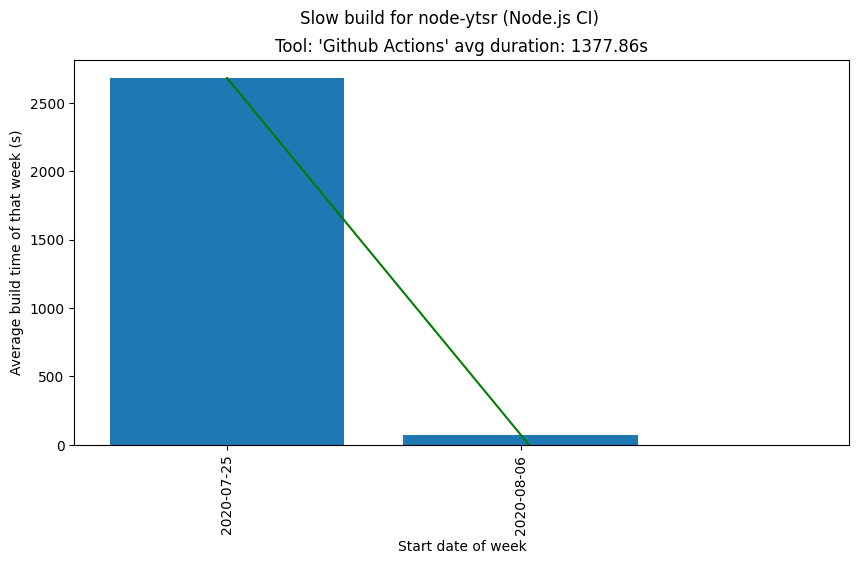 Slow build for node-ytsr (Node.js CI)
Tool: 'Github Actions' avg duration: 1377.86s
Average build time of that week (s)
2500
2000
1500
1000
500
0
2020-07-25
2020-08-06
Start date of week